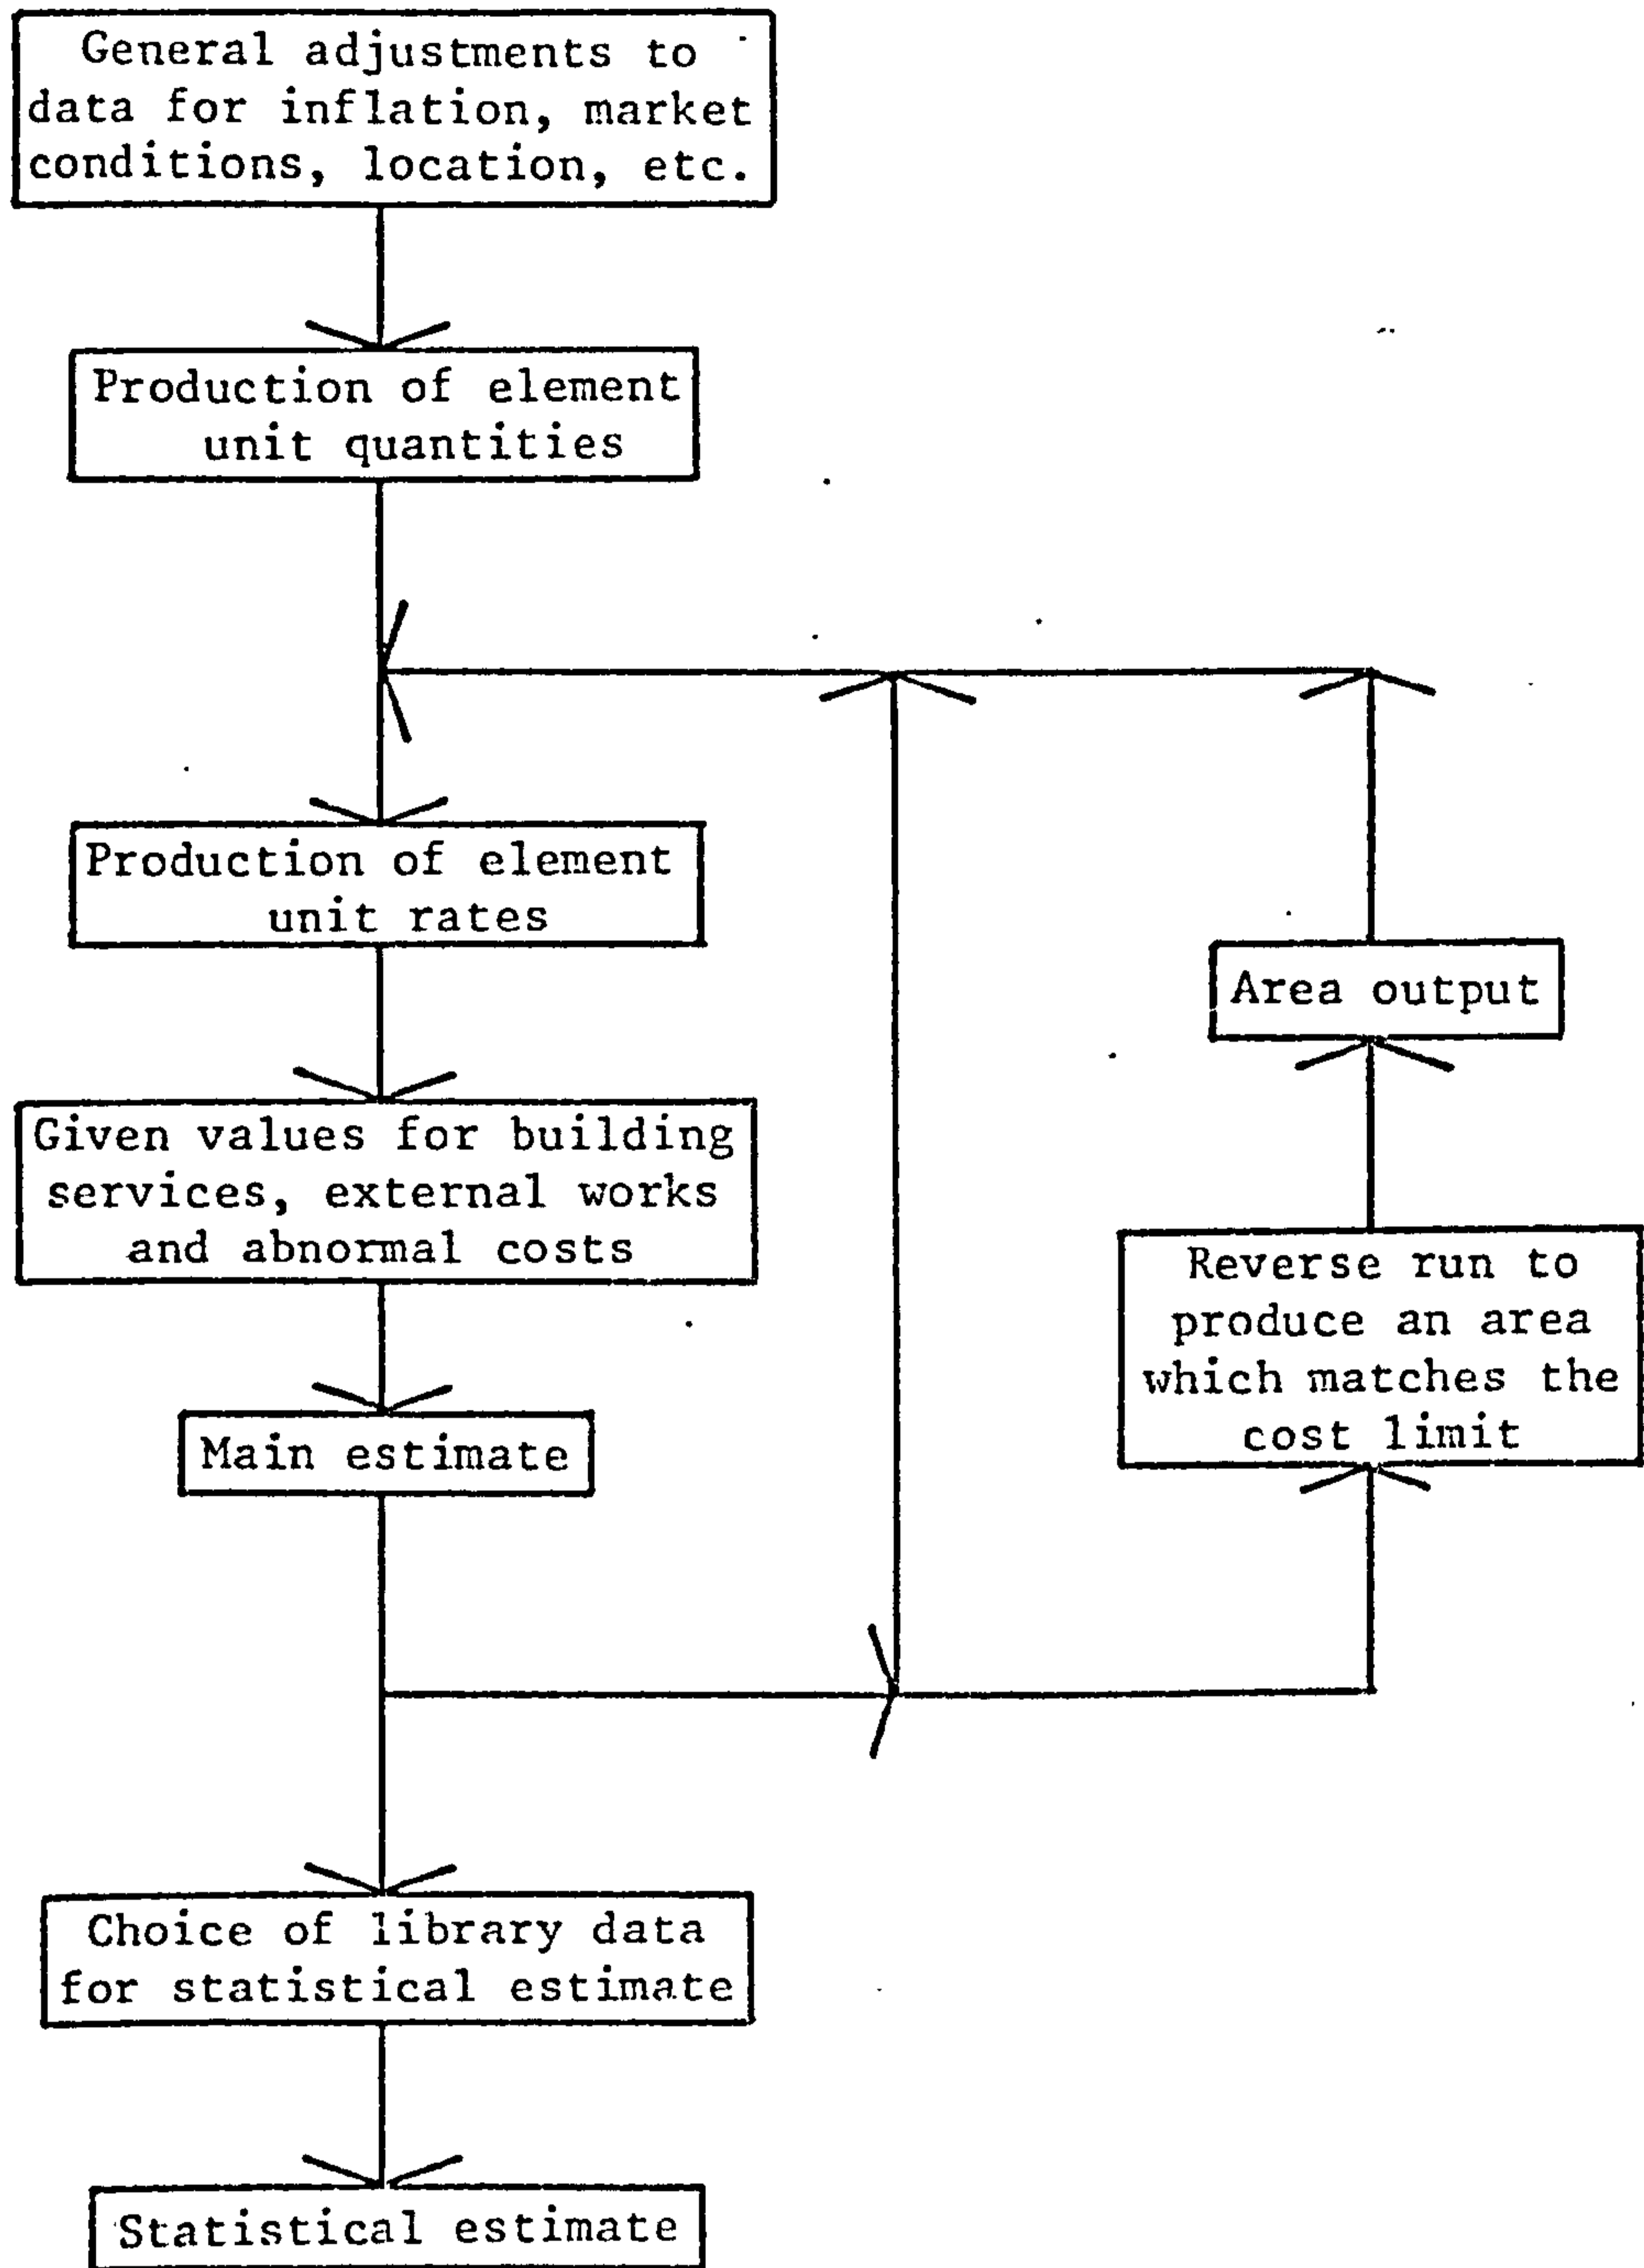 General adjustments to
data for inflation, market
conditions, location, etc.
Production of element
unit quantities
Production of element
unit rates
Given values for building
services, external works
and abnormal costs
Main estimate
Area output
Reverse run to
produce an area
which matches the
cost limit
Choice of library data
for statistical estimate
Statistical estimate